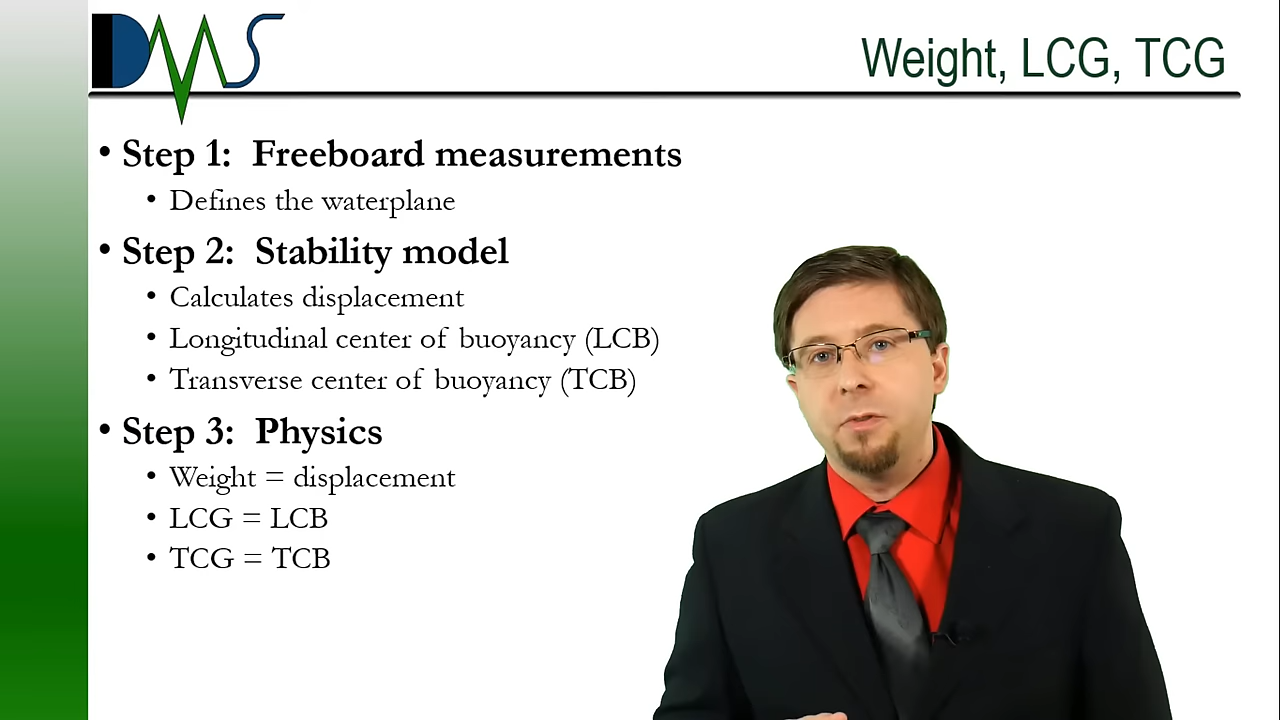 DMS
Weight, LCG, TCG
• Step 1: Freeboard measurements
• Defines the waterplane
• Step 2: Stability model
• Calculates displacement
• Longitudinal center of buoyancy (LCB)
• Transverse center of buoyancy (TCB)
• Step 3: Physics
• Weight = displacement
• LCG = LCB
• TCG = TCB